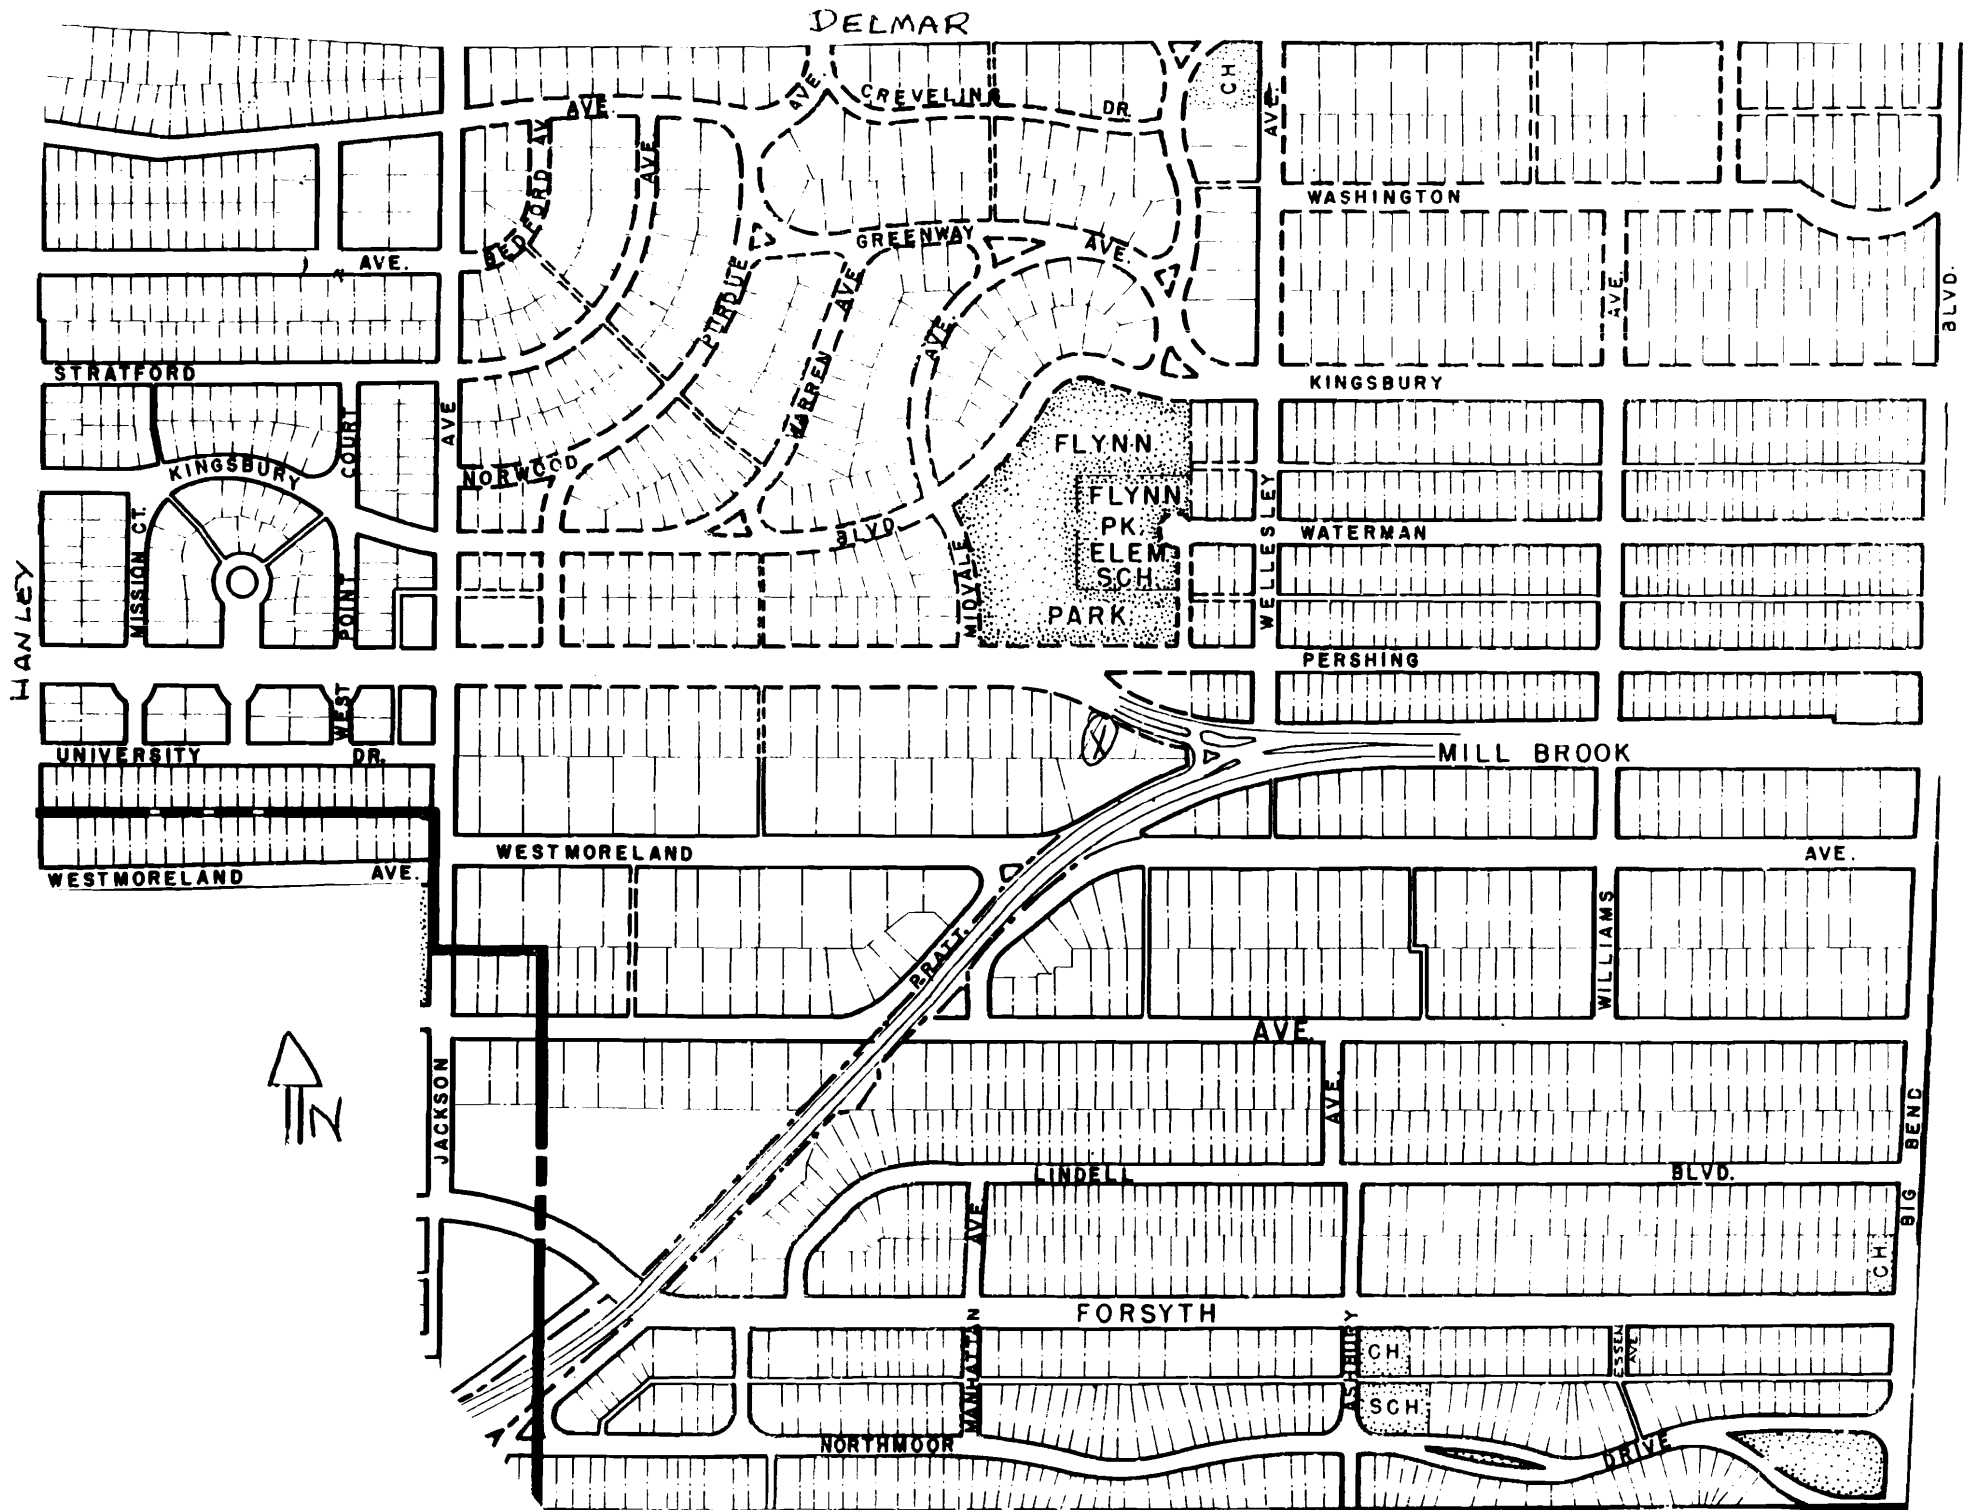 DELMAR
CREVELING
DR.
AVE.
AVE.
CH
AVE.
BEDFORD AV
AVE.
WASHINGTON
GREENWAY
AVE.
AVE.
PURDUE
AVE.
AVE.
AVE.
BLVD.
STRATFORD
KINGSBURY
WARREN
AVE
COURT
KINGSBURY
NORWOOD
FLYNN
FLYNN
PK.
ELEM.
SCH.
PARK
WELLESLEY
WATERMAN
BLVD.
MISSION CT.
POINT
MIDVALE
HANLEY
PERSHING
WEST
UNIVERSITY
DR.
MILL BROOK
WESTMORELAND
AVE.
WESTMORELAND
AVE.
WILLIAMS
PRATT
AVE.
N
JACKSON
AVE.
BEND
LINDELL
BLVD.
AVE.
BIG
CH
FORSYTH
MANHATTAN
ASHBURY
CH.
ESSEX
AVE
SCH.
NORTHMOOR
DRIVE